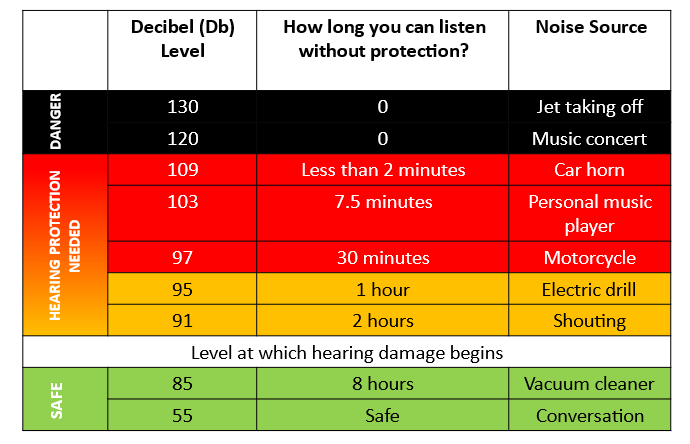 Decibel (Db) Level
How long you can listen without protection?
Noise Source
DANGER
130 0 Jet taking off
120 0 Music concert
HEARING PROTECTION NEEDED
109 Less than 2 minutes Car horn
103 7.5 minutes Personal music player
97 30 minutes Motorcycle
95 1 hour Electric drill
91 2 hours Shouting
Level at which hearing damage begins
SAFE
85 8 hours Vacuum cleaner
55 Safe Conversation